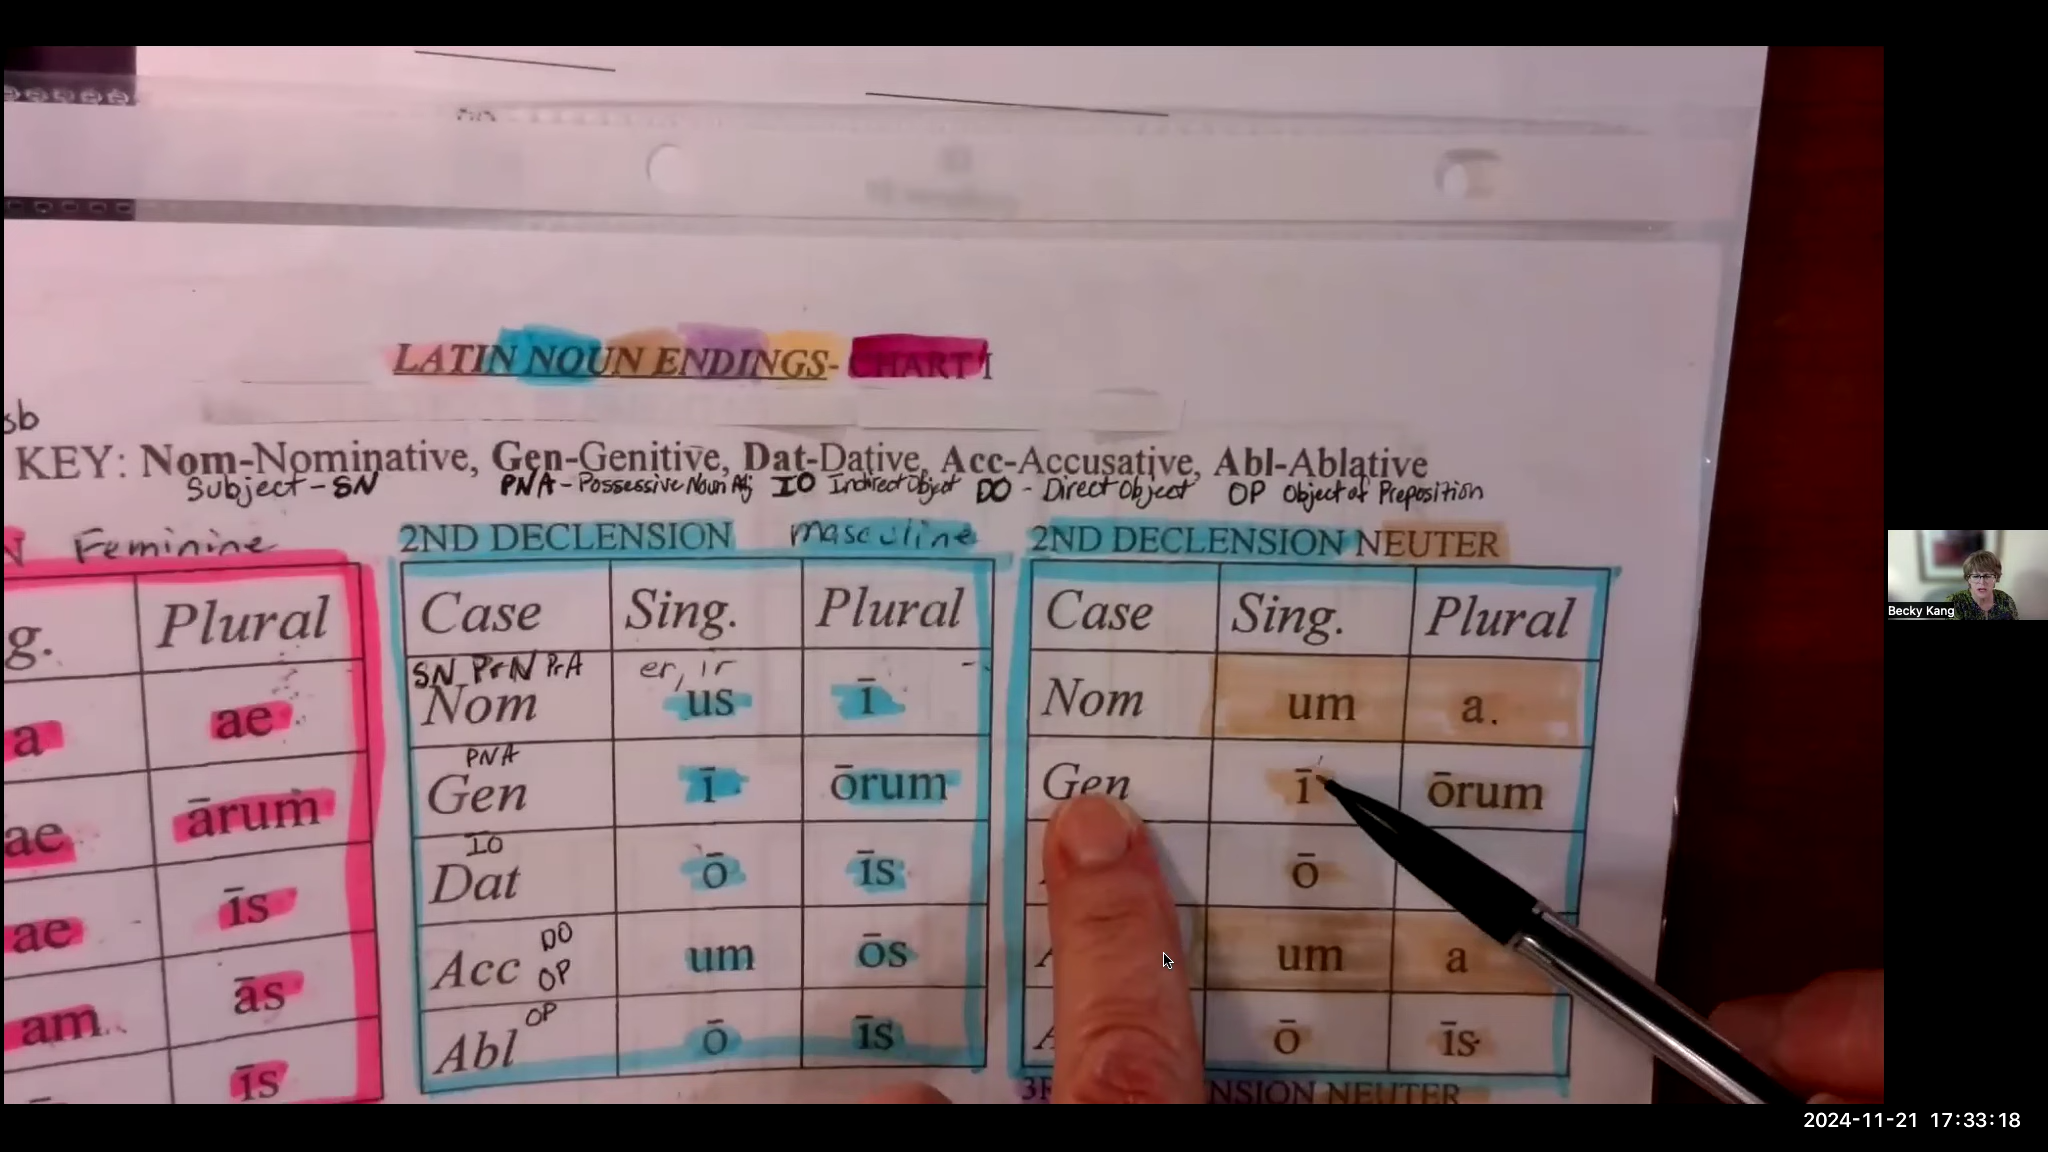 LATIN NOUN ENDINGS- CHART I
sb
KEY: Nom-Nominative, Gen-Genitive, Dat-Dative, Acc-Accusative, Abl-Ablative
Subject - SN PNA - Possessive Noun Adj IO Indirect Object DO - Direct Object OP Object of Preposition
N Feminine
g. Plural
a ae
ae ārum
ae īs
am ās
īs
2ND DECLENSION masculine
Case Sing. Plural
SN PrN PrA er, ir
Nom us ī
PNA
Gen ī ōrum
IO
Dat ō īs
DO
Acc um ōs
OP
OP
Abl ō īs
2ND DECLENSION NEUTER
Case Sing. Plural
Nom um a.
Gen ī ōrum
ō
um a
ō īs
NSION NEUTER
Becky Kang
2024-11-21 17:33:18